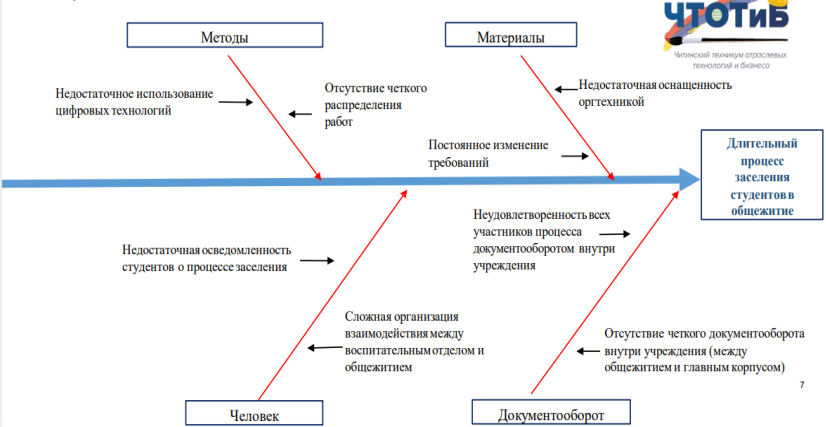 ЧТОТиБ
Читинский техникум отраслевых
технологий и бизнеса
Методы
Материалы
Недостаточное использование
цифровых технологий
Отсутствие четкого
распределения
работ
Недостаточная оснащенность
оргтехникой
Постоянное изменение
требований
Длительный
процесс
заселения
студентов в
общежитие
Недостаточная осведомленность
студентов о процессе заселения
Неудовлетворенность всех
участников процесса
документооборотом внутри
учреждения
Сложная организация
взаимодействия между
воспитательным отделом и
общежитием
Отсутствие четкого документооборота
внутри учреждения (между
общежитием и главным корпусом)
7
Человек
Документооборот